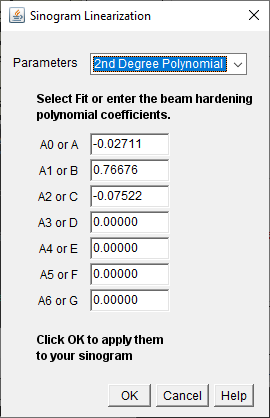 Sinogram Linearization
Parameters 2nd Degree Polynomial
Select Fit or enter the beam hardening
polynomial coefficients.
A0 or A -0.02711
A1 or B 0.76676
A2 or C -0.07522
A3 or D 0.00000
A4 or E 0.00000
A5 or F 0.00000
A6 or G 0.00000
Click OK to apply them
to your sinogram
OK Cancel Help